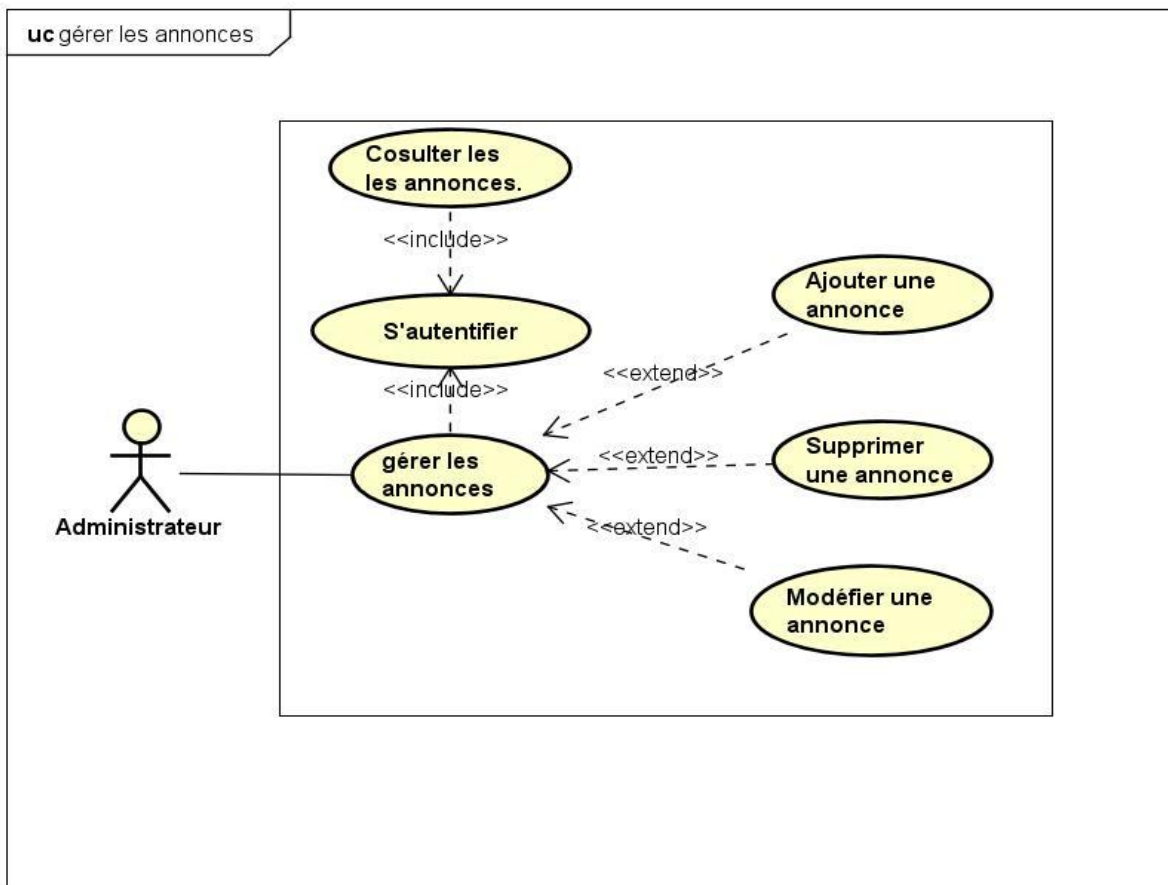 uc gérer les annonces
Cosulter les
les annonces.
<<include>>
S'autentifier
<<include>>
gérer les
annonces
Administrateur
Ajouter une
annonce
<<extend>>
Supprimer
une annonce
<<extend>>
Modéfier une
annonce
<<extend>>